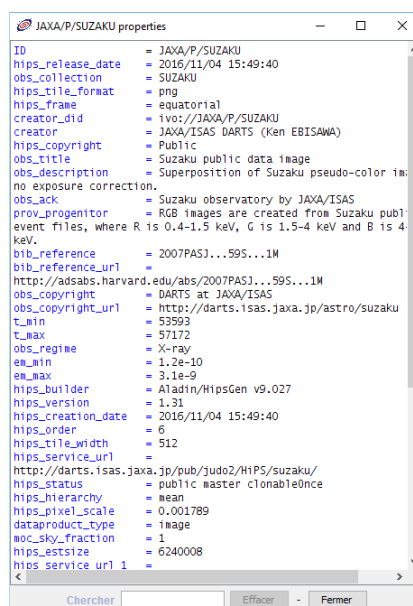 JAXA/P/SUZAKU properties
ID = JAXA/P/SUZAKU
hips_release_date = 2016/11/04 15:49:40
obs_collection = SUZAKU
hips_tile_format = png
hips_frame = equatorial
creator_did = ivo://JAXA/P/SUZAKU
creator = JAXA/ISAS DARTS (Ken EBISAWA)
hips_copyright = Public
obs_title = Suzaku public data image
obs_description = Superposition of Suzaku pseudo-color im
no exposure correction.
obs_ack = Suzaku observatory by JAXA/ISAS
prov_progenitor = RGB images are created from Suzaku publ
event files, where R is 0.4-1.5 keV, G is 1.5-4 keV and B is 4-
keV.
bib_reference = 2007PASJ...59S...1M
bib_reference_url =
http://adsabs.harvard.edu/abs/2007PASJ...59S...1M
obs_copyright = DARTS at JAXA/ISAS
obs_copyright_url = http://darts.isas.jaxa.jp/astro/suzaku
t_min = 53593
t_max = 57172
obs_regime = X-ray
em_min = 1.2e-10
em_max = 3.1e-9
hips_builder = Aladin/HipsGen v9.027
hips_version = 1.31
hips_creation_date = 2016/11/04 15:49:40
hips_order = 6
hips_tile_width = 512
hips_service_url =
http://darts.isas.jaxa.jp/pub/judo2/HiPS/suzaku/
hips_status = public master clonableOnce
hips_hierarchy = mean
hips_pixel_scale = 0.001789
dataproduct_type = image
moc_sky_fraction = 1
hips_estsize = 6240008
hips_service_url_1 =
Chercher Effacer - Fermer